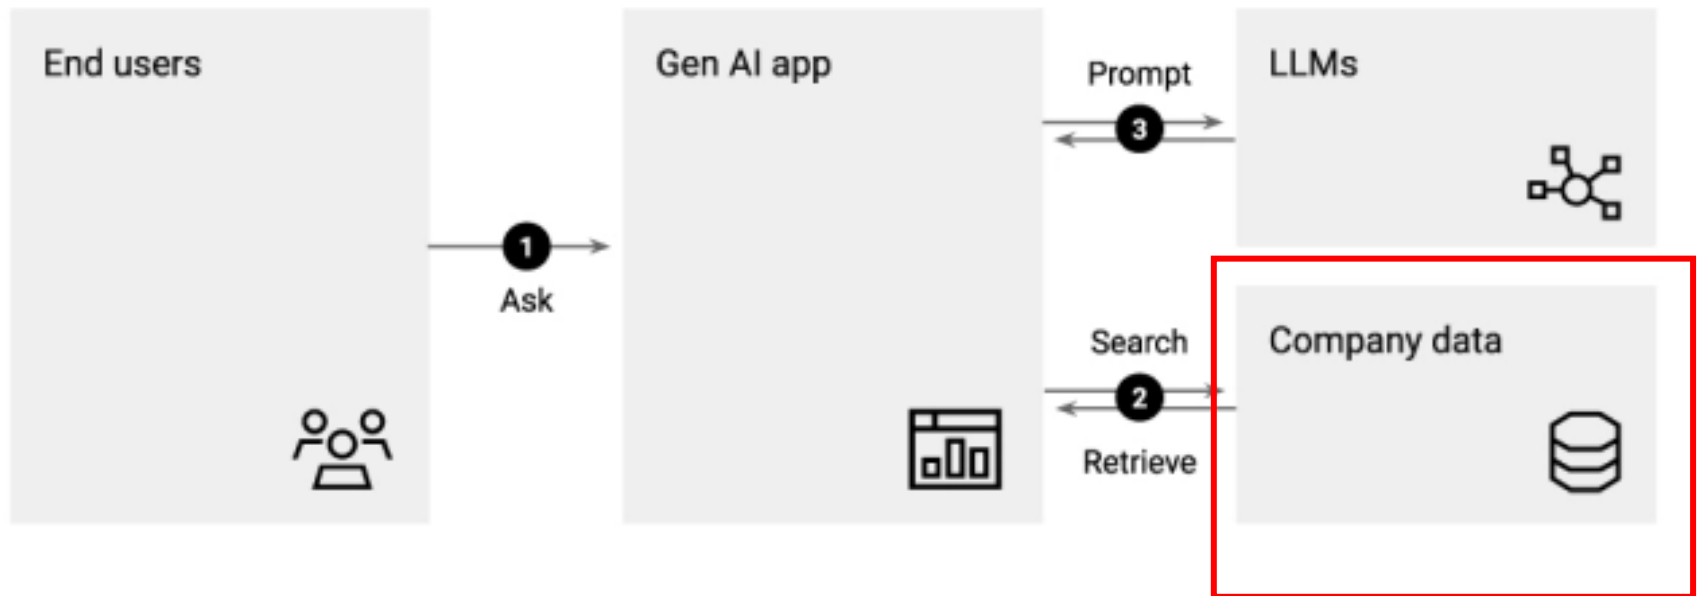 End users
1
Ask
Gen AI app
Prompt
3
LLMs
Search
2
Retrieve
Company data